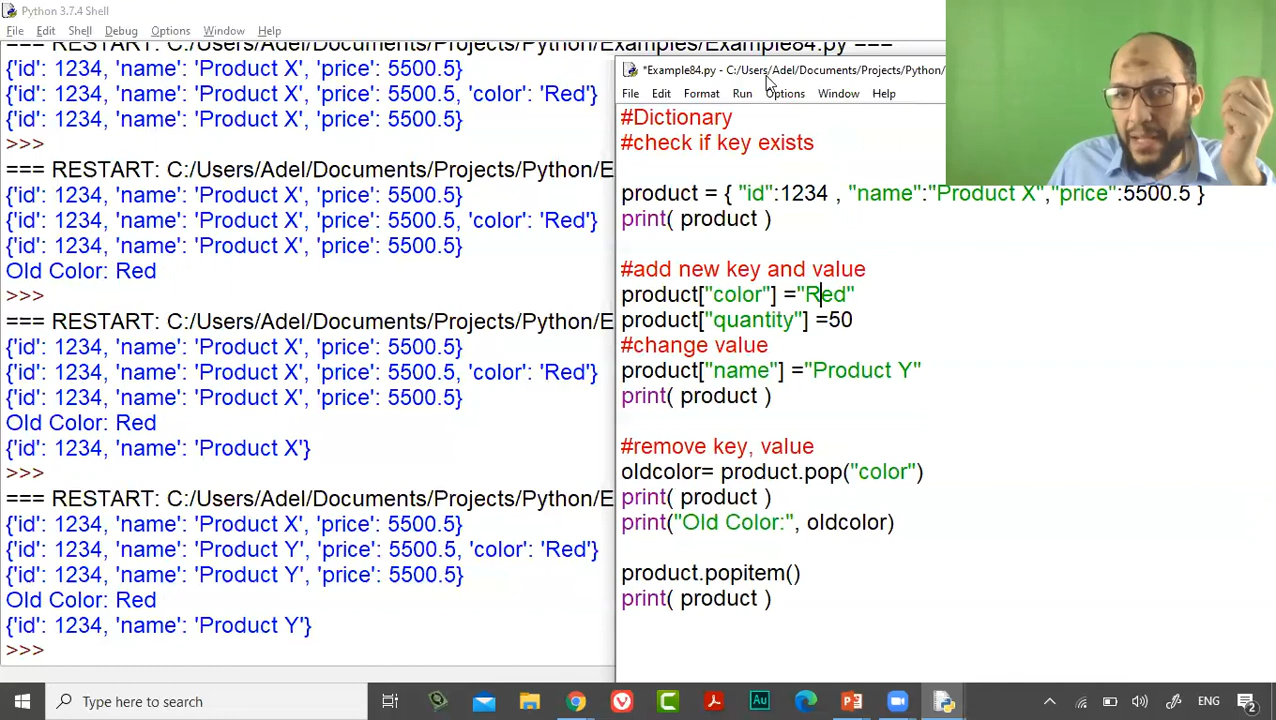 Python 3.7.4 Shell
File Edit Shell Debug Options Window Help
=== RESTART: C:/Users/Adel/Documents/Projects/Python/Examples/Example84.py ===
{'id': 1234, 'name': 'Product X', 'price': 5500.5}
{'id': 1234, 'name': 'Product X', 'price': 5500.5, 'color': 'Red'}
{'id': 1234, 'name': 'Product X', 'price': 5500.5}
>>>
=== RESTART: C:/Users/Adel/Documents/Projects/Python/E
{'id': 1234, 'name': 'Product X', 'price': 5500.5}
{'id': 1234, 'name': 'Product X', 'price': 5500.5, 'color': 'Red'}
{'id': 1234, 'name': 'Product X', 'price': 5500.5}
Old Color: Red
>>>
=== RESTART: C:/Users/Adel/Documents/Projects/Python/E
{'id': 1234, 'name': 'Product X', 'price': 5500.5}
{'id': 1234, 'name': 'Product X', 'price': 5500.5, 'color': 'Red'}
{'id': 1234, 'name': 'Product X', 'price': 5500.5}
Old Color: Red
{'id': 1234, 'name': 'Product X'}
>>>
=== RESTART: C:/Users/Adel/Documents/Projects/Python/E
{'id': 1234, 'name': 'Product X', 'price': 5500.5}
{'id': 1234, 'name': 'Product Y', 'price': 5500.5, 'color': 'Red'}
{'id': 1234, 'name': 'Product Y', 'price': 5500.5}
Old Color: Red
{'id': 1234, 'name': 'Product Y'}
>>>
*Example84.py - C:/Users/Adel/Documents/Projects/Python/
File Edit Format Run Options Window Help
#Dictionary
#check if key exists
product = { "id":1234 , "name":"Product X","price":5500.5 }
print( product )
#add new key and value
product["color"] ="Red"
product["quantity"] =50
#change value
product["name"] ="Product Y"
print( product )
#remove key, value
oldcolor= product.pop("color")
print( product )
print("Old Color:", oldcolor)
product.popitem()
print( product )
Type here to search
Au
ENG
2